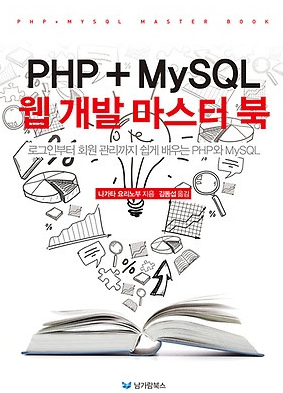 PHP + MYSQL MASTER BOOK
PHP + MySQL
웹 개발 마스터 북
로그인부터 회원 관리까지 쉽게 배우는 PHP와 MySQL
나가타 요리노부 지음 김동섭 옮김
남가람북스